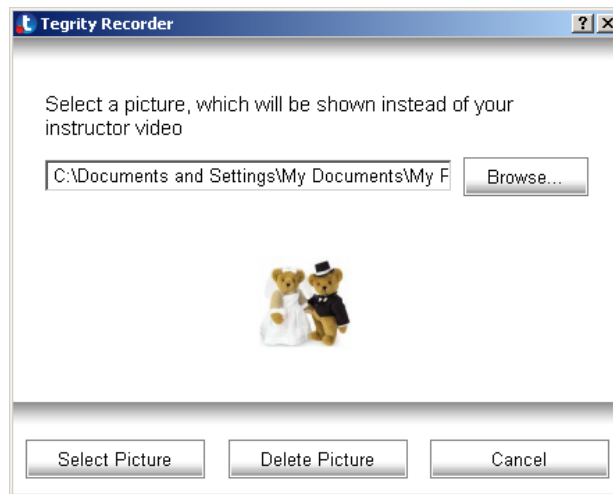 Tegrity Recorder
Select a picture, which will be shown instead of your
instructor video
C:\Documents and Settings\My Documents\My F
Browse...
Select Picture
Delete Picture
Cancel